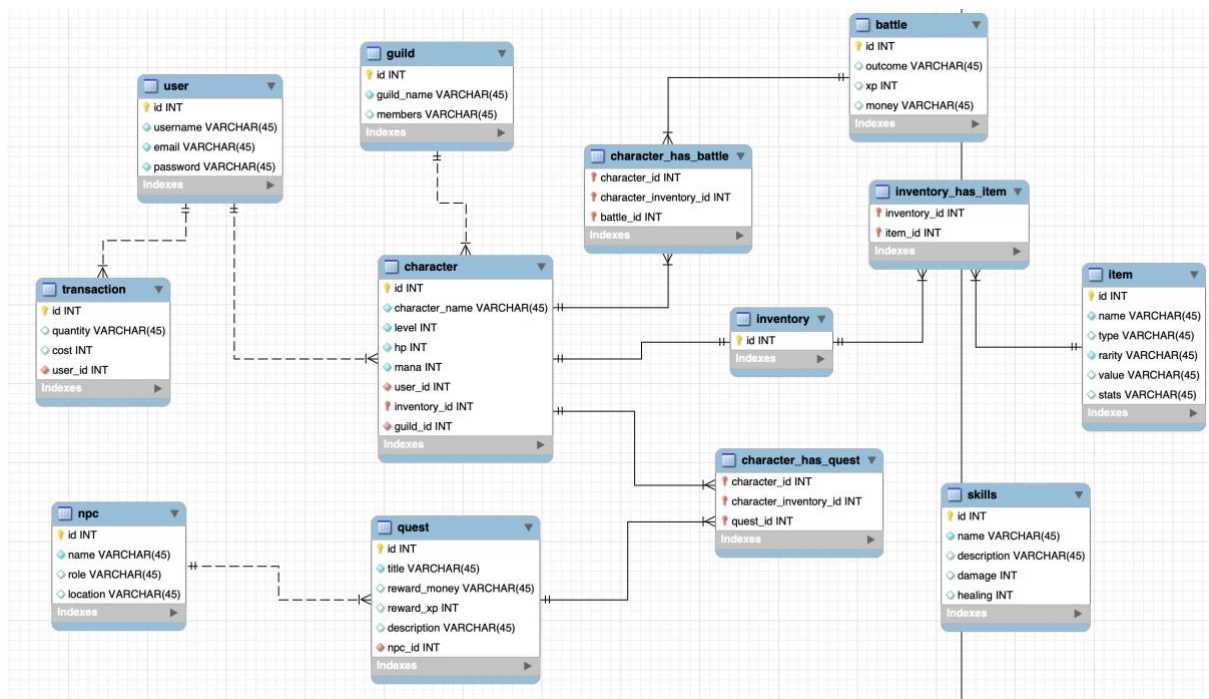 user
id INT
username VARCHAR(45)
email VARCHAR(45)
password VARCHAR(45)
Indexes
guild
id INT
guild_name VARCHAR(45)
members VARCHAR(45)
Indexes
battle
id INT
outcome VARCHAR(45)
xp INT
money VARCHAR(45)
Indexes
character_has_battle
character_id INT
character_inventory_id INT
battle_id INT
Indexes
inventory_has_item
inventory_id INT
item_id INT
Indexes
transaction
id INT
quantity VARCHAR(45)
cost INT
user_id INT
Indexes
character
id INT
character_name VARCHAR(45)
level INT
hp INT
mana INT
user_id INT
inventory_id INT
guild_id INT
Indexes
inventory
id INT
Indexes
item
id INT
name VARCHAR(45)
type VARCHAR(45)
rarity VARCHAR(45)
value VARCHAR(45)
stats VARCHAR(45)
Indexes
npc
id INT
name VARCHAR(45)
role VARCHAR(45)
location VARCHAR(45)
Indexes
quest
id INT
title VARCHAR(45)
reward_money VARCHAR(45)
reward_xp INT
description VARCHAR(45)
npc_id INT
Indexes
character_has_quest
character_id INT
character_inventory_id INT
quest_id INT
Indexes
skills
id INT
name VARCHAR(45)
description VARCHAR(45)
damage INT
healing INT
Indexes